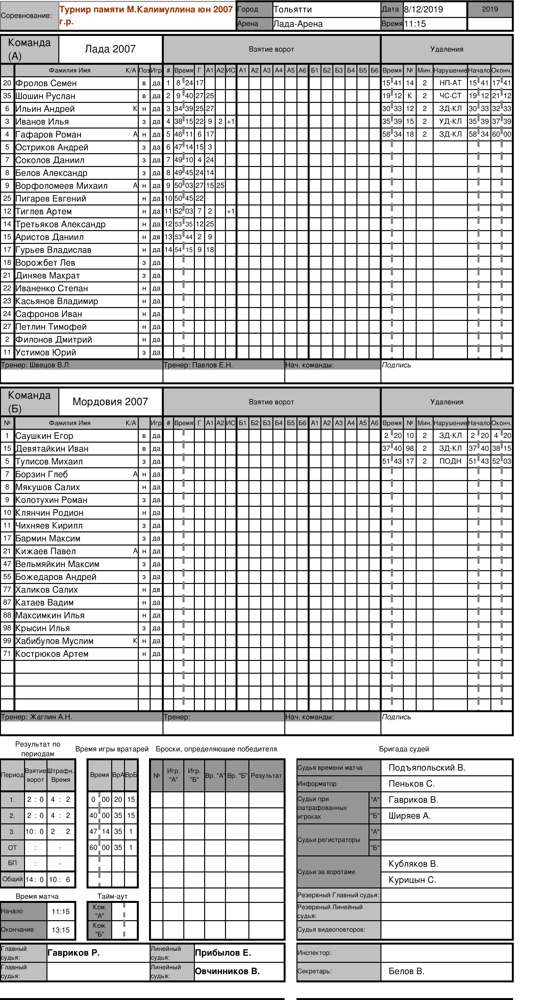 Соревнование: Турнир памяти М.Калимуллина юн 2007 г.р. Город Тольятти Дата 8/12/2019 2019
Арена Лада-Арена Время 11:15
Команда (А) Лада 2007 Взятие ворот Удаления
Фамилия Имя К/А Поз Игр # Время Г А1 А2 ИС А1 А2 А3 А4 А5 А6 Б1 Б2 Б3 Б4 Б5 Б6 Время № Мин. Нарушение Начало Оконч.
20 Фролов Семен в да 1 8 24 17 15 41 14 2 НП-АТ 15 41 17 41
35 Шошин Руслан в да 2 9 40 27 25 19 12 К 2 ЧС-СТ 19 12 21 12
6 Ильин Андрей К н да 3 34 39 25 27 30 33 12 2 ЗД-КЛ 30 33 32 33
3 Иванов Илья з да 4 38 15 22 9 2 +1 35 39 15 2 УД-КЛ 35 39 37 39
4 Гафаров Роман А н да 5 46 11 6 17 58 34 18 2 ЗД-КЛ 58 34 60 00
5 Остриков Андрей з да 6 47 14 15 3
7 Соколов Даниил з да 7 49 10 4 24
8 Белов Александр з да 8 49 45 24 14
9 Ворфоломеев Михаил А н да 9 50 03 27 15 25
25 Пигарев Евгений н да 10 50 45 22
12 Тиглев Артем н да 11 52 03 7 2 +1
14 Третьяков Александр н да 12 53 35 12 25
15 Аристов Даниил н дв 13 53 44 2 9
17 Гурьев Владислав н да 14 54 15 9 18
18 Ворожбет Лев з да
21 Диняев Макрат з да
22 Иваненко Степан н да
23 Касьянов Владимир н да
24 Сафронов Иван н да
27 Петлин Тимофей н да
2 Филонов Дмитрий н да
11 Устимов Юрий з да
Тренер: Швецов В.Л. Тренер: Павлов Е.Н. Нач. команды: Подпись
Команда (Б) Мордовия 2007 Взятие ворот Удаления
№ Фамилия Имя К/А Игр # Время Г А1 А2 ИС Б1 Б2 Б3 Б4 Б5 Б6 А1 А2 А3 А4 А5 А6 Время № Мин. Нарушение Начало Оконч.
1 Саушкин Егор в да 2 20 10 2 ЗД-КЛ 2 20 4 20
15 Девятайкин Иван в да 37 40 98 2 ЗД-КЛ 37 40 38 15
5 Тулисов Михаил з да 51 43 17 2 ПОДН 51 43 52 03
7 Борзин Глеб А н да
8 Мякушов Салих н да
9 Колотухин Роман з да
10 Клянчин Родион н да
11 Чихняев Кирилл з да
17 Бармин Максим з да
21 Кижаев Павел А н да
47 Вельмяйкин Максим з да
55 Божедаров Андрей з да
77 Халиков Салих н дв
87 Катаев Вадим н да
88 Максимкин Илья н да
98 Крысин Илья з да
99 Хабибулов Муслим К н да
71 Кострюков Артем н да
Тренер: Жаглин А.Н. Тренер: Нач. команды: Подпись
Результат по периодам Время игры вратарей Броски, определяющие победителя Бригада судей
Период Взятие ворот Штрафн. Время Время ВрА ВрБ № Игр. "А" Игр. "Б" Вр. "А" Вр. "Б" Результат Судья времени матча Подъяпольский В.
Информатор Пеньков С.
1. 2 : 0 4 : 2 0 00 20 15 Судьи при оштрафованных игроках "А" Гавриков В.
2. 2 : 0 4 : 2 40 00 35 15 "Б" Ширяев А.
3. 10 : 0 2 2 47 14 35 1 Судьи регистраторы "А"
ОТ : - 60 00 35 1 "Б"
БП : - Судьи за воротами Кубляков В.
Общий 14 : 0 10 : 6 Курицын С.
Время матча Тайм-аут Резервный Главный судья:
Начало 11:15 Ком. "А" Резервный Линейный судья:
Окончание 13:15 Ком. "Б" Судья видеоповторов:
Главный судья: Гавриков Р. Линейный судья: Прибылов Е. Инспектор:
Главный судья: Линейный судья: Овчинников В. Секретарь: Белов В.